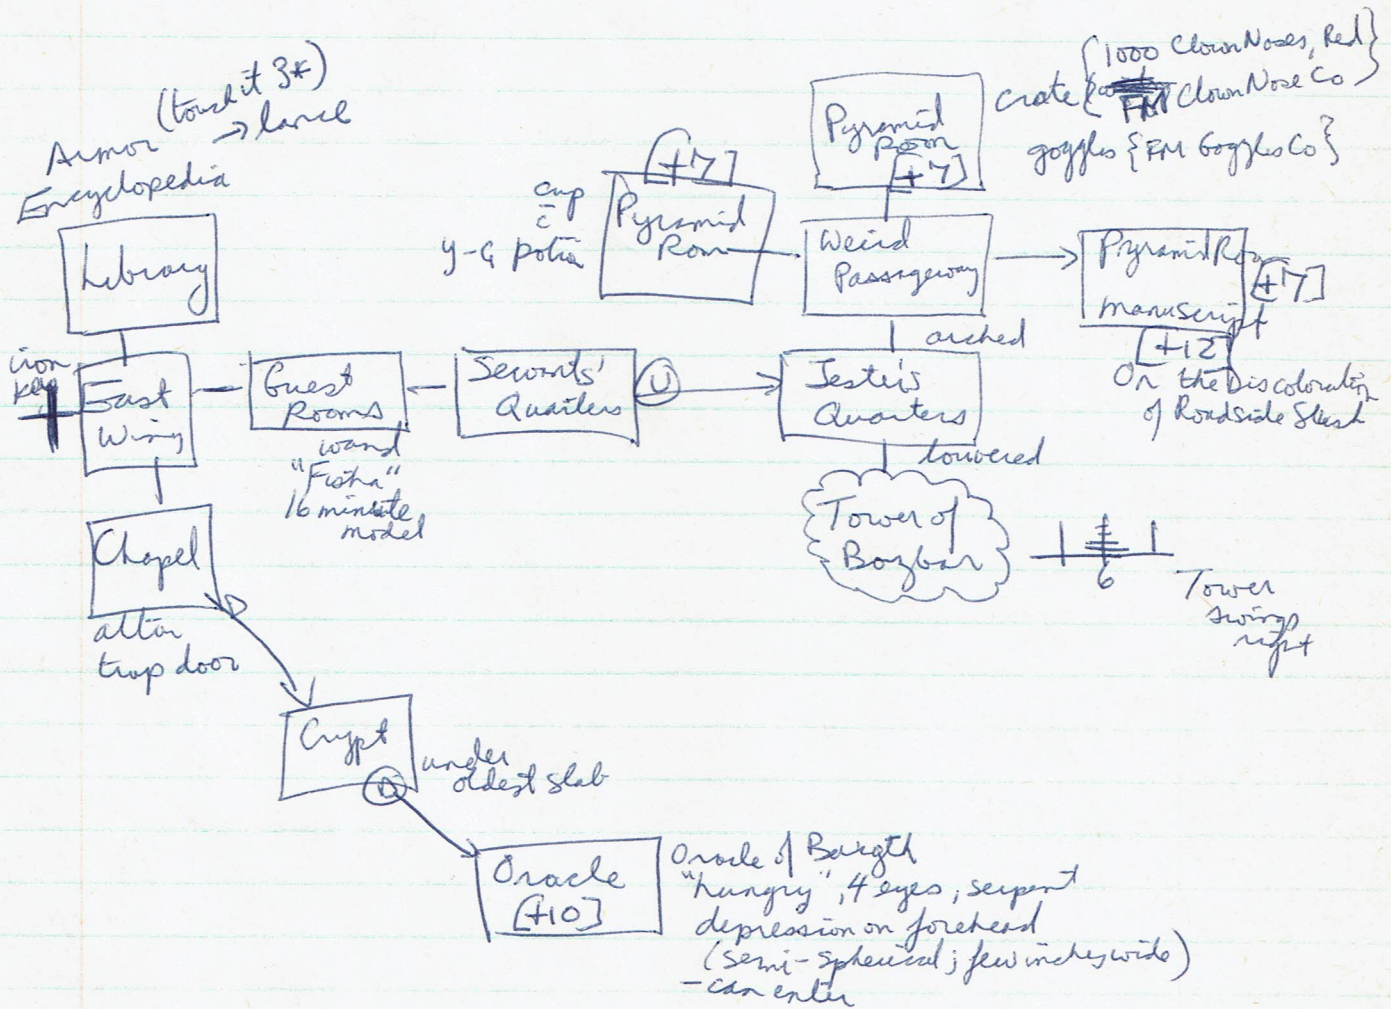 (touch it 3*)
→ lance
Armor
Encyclopedia
Library
iron
key
East
Wing
Guest
Rooms
wand
"Fisha"
16 minute
model
Servants'
Quarters
U
Jester's
Quarters
arched
louvered
Tower of
Bozbar
6
Tower
swings
right
cup
c
y-G potion
[+7]
Pyramid
Room
Pyramid
Room
[+7]
crate { 1000 Clown Noses, Red }
FM Clown Nose Co
goggles { FM Goggles Co }
Weird
Passageway
Pyramid Room
[+7]
manuscript
[+12]
On the Discoloration
of Roadside Slush
Chapel
D
altar
trap door
Crypt
D
under
oldest slab
Oracle
[+10]
Oracle of Bargth
"hungry", 4 eyes, serpent
depression on forehead
(semi-spherical; few inches wide)
- can enter